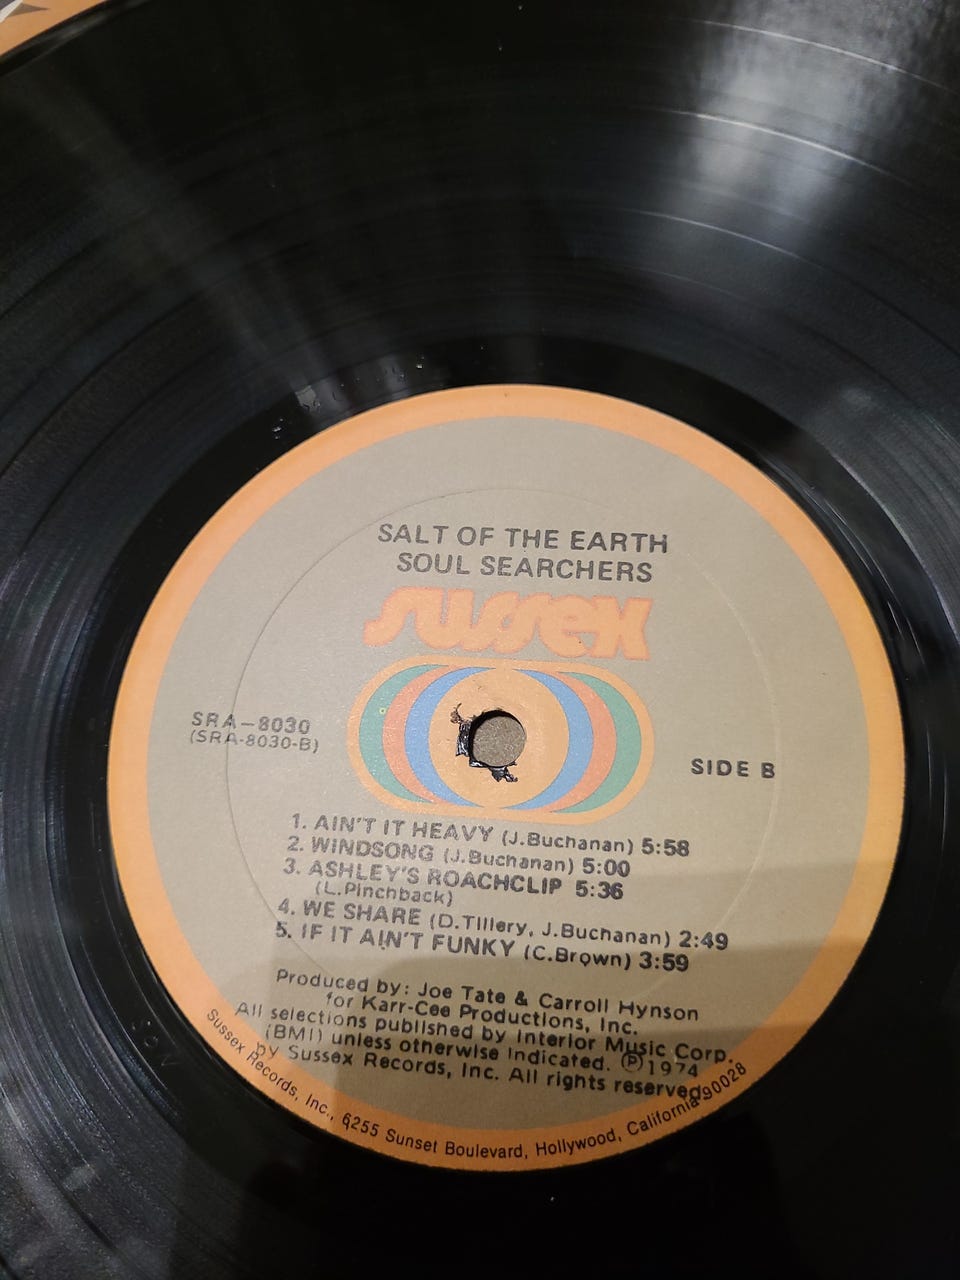 SALT OF THE EARTH
SOUL SEARCHERS
sussex
SRA-8030
(SRA-8030-B)
SIDE B
1. AIN'T IT HEAVY (J.Buchanan) 5:58
2. WINDSONG (J.Buchanan) 5:00
3. ASHLEY'S ROACHCLIP 5:36
(L.Pinchback)
4. WE SHARE (D.Tillery, J.Buchanan) 2:49
5. IF IT AIN'T FUNKY (C.Brown) 3:59
Produced by: Joe Tate & Carroll Hynson
for Karr-Cee Productions, Inc.
All selections published by Interior Music Corp.
(BMI) unless otherwise indicated. Ⓟ 1974
by Sussex Records, Inc. All rights reserved
Sussex Records, Inc., 6255 Sunset Boulevard, Hollywood, California 90028